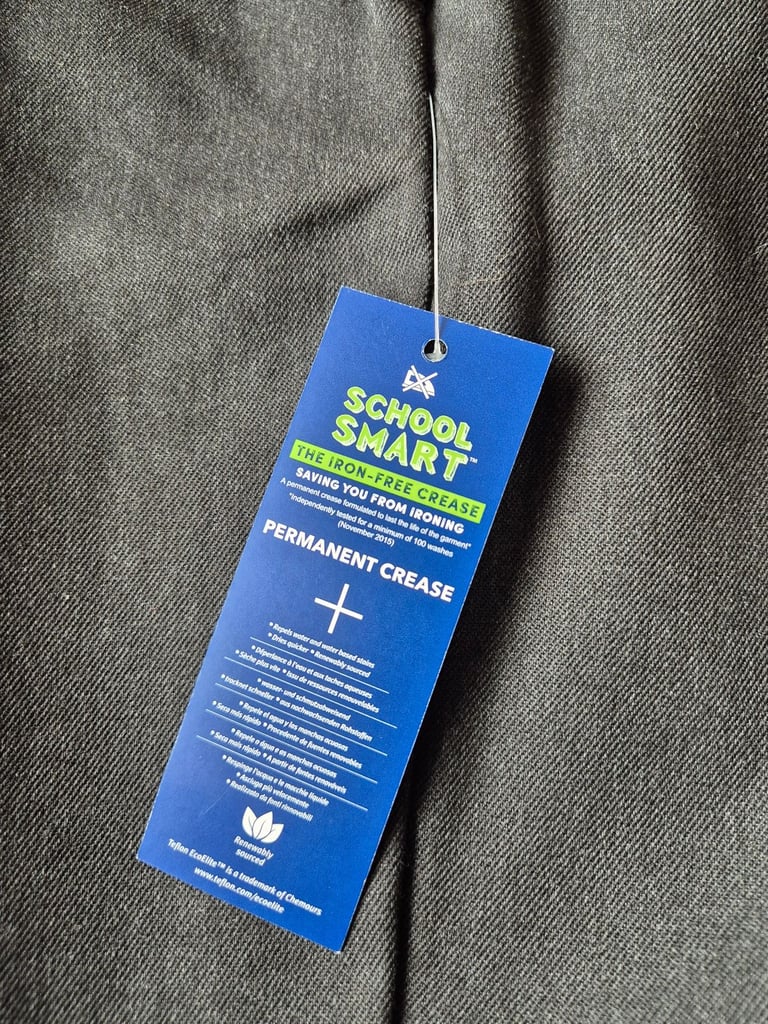 SCHOOL
SMART™
THE IRON-FREE CREASE
SAVING YOU FROM IRONING
A permanent crease formulated to last the life of the garment*
*Independently tested for a minimum of 100 washes
(November 2015)
PERMANENT CREASE
+
• Repels water and water based stains
• Dries quicker • Renewably sourced
• Déperlance à l'eau et aux taches aqueuses
• Sèche plus vite • Issu de ressources renouvelables
• wasser- und schmutzabweisend
• trocknet schneller • aus nachwachsenden Rohstoffen
• Repele el agua y las manchas acuosas
• Seca más rápido • Procedente de fuentes renovables
• Repele a água e as manchas acuosas
• Seca mais rápido • A partir de fontes renováveis
• Respinge l'acqua e le macchie liquide
• Asciuga più velocemente
• Realizzato da fonti rinnovabili
Renewably
sourced
Teflon EcoElite™ is a trademark of Chemours
www.teflon.com/ecoelite